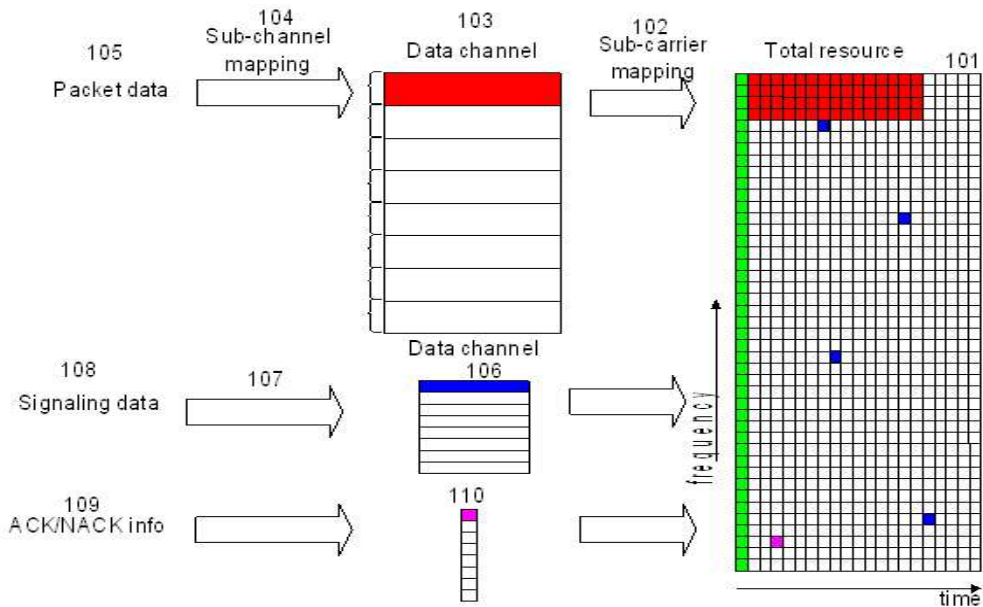 105
Packet data
104
Sub-channel
mapping
103
Data channel
102
Sub-carrier
mapping
Total resource
101
108
Signaling data
107
Data channel
106
frequency
109
ACK/NACK info
110
time